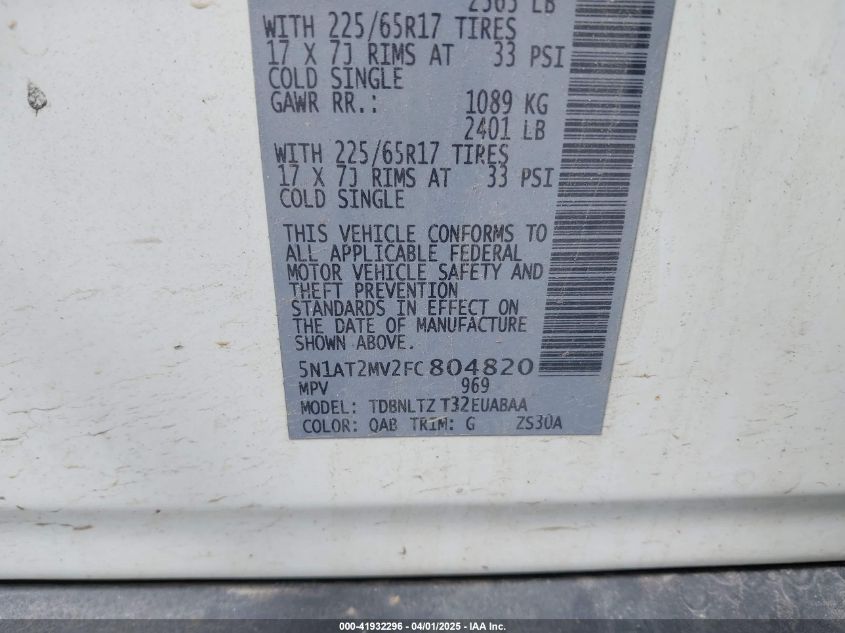 2565 LB
WITH 225/65R17 TIRES
17 X 7J RIMS AT 33 PSI
COLD SINGLE
GAWR RR.: 1089 KG
2401 LB
WITH 225/65R17 TIRES
17 X 7J RIMS AT 33 PSI
COLD SINGLE
THIS VEHICLE CONFORMS TO
ALL APPLICABLE FEDERAL
MOTOR VEHICLE SAFETY AND
THEFT PREVENTION
STANDARDS IN EFFECT ON
THE DATE OF MANUFACTURE
SHOWN ABOVE.
5N1AT2MV2FC804820
MPV 969
MODEL: TDBNLTZ T32EUABAA
COLOR: QAB TRIM: G ZS30A
000-41932296 - 04/01/2025 - IAA Inc.